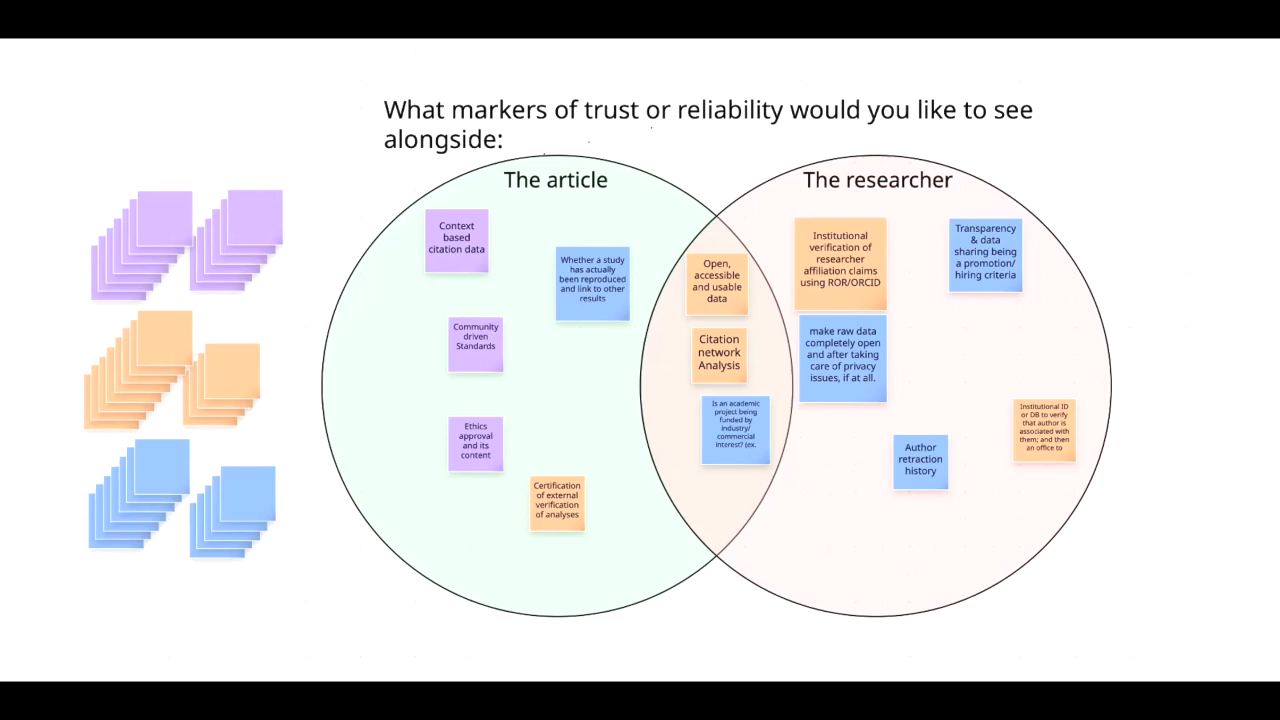 What markers of trust or reliability would you like to see
alongside:
The article
Context
based
citation data
Whether a study
has actually
been reproduced
and link to other
results
Community
driven
Standards
Ethics
approval
and its
content
Certification
of external
verification
of analyses
Open,
accessible
and usable
data
Citation
network
Analysis
Is an academic
project being
funded by
industry/
commercial
interest? (ex.
The researcher
Institutional
verification of
researcher
affiliation claims
using ROR/ORCID
Transparency
& data
sharing being
a promotion/
hiring criteria
make raw data
completely open
and after taking
care of privacy
issues, if at all.
Author
retraction
history
Institutional ID
or DB to verify
that author is
associated with
them; and then
an office to